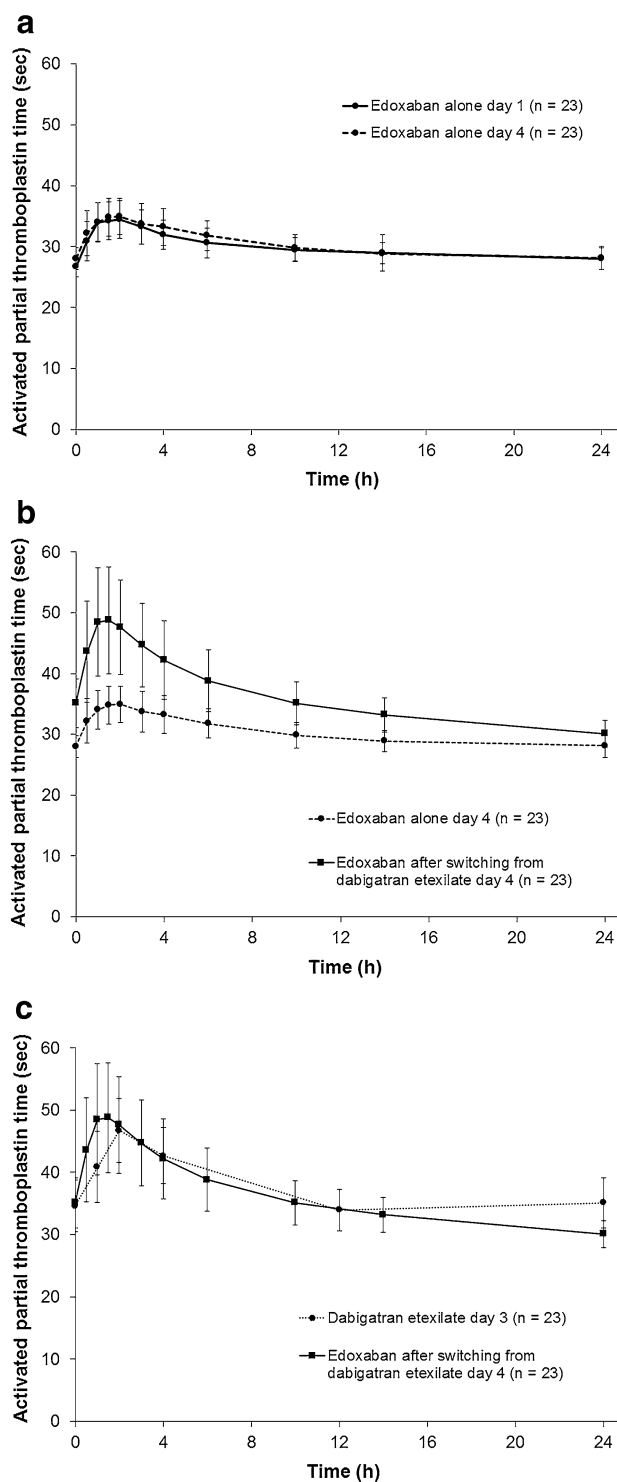 a
60
50
40
30
20
10
0
Activated partial thromboplastin time (sec)
Edoxaban alone day 1 (n = 23)
Edoxaban alone day 4 (n = 23)
0 4 8 12 16 20 24
Time (h)
b
60
50
40
30
20
10
0
Activated partial thromboplastin time (sec)
Edoxaban alone day 4 (n = 23)
Edoxaban after switching from
dabigatran etexilate day 4 (n = 23)
0 4 8 12 16 20 24
Time (h)
c
60
50
40
30
20
10
0
Activated partial thromboplastin time (sec)
Dabigatran etexilate day 3 (n = 23)
Edoxaban after switching from
dabigatran etexilate day 4 (n = 23)
0 4 8 12 16 20 24
Time (h)